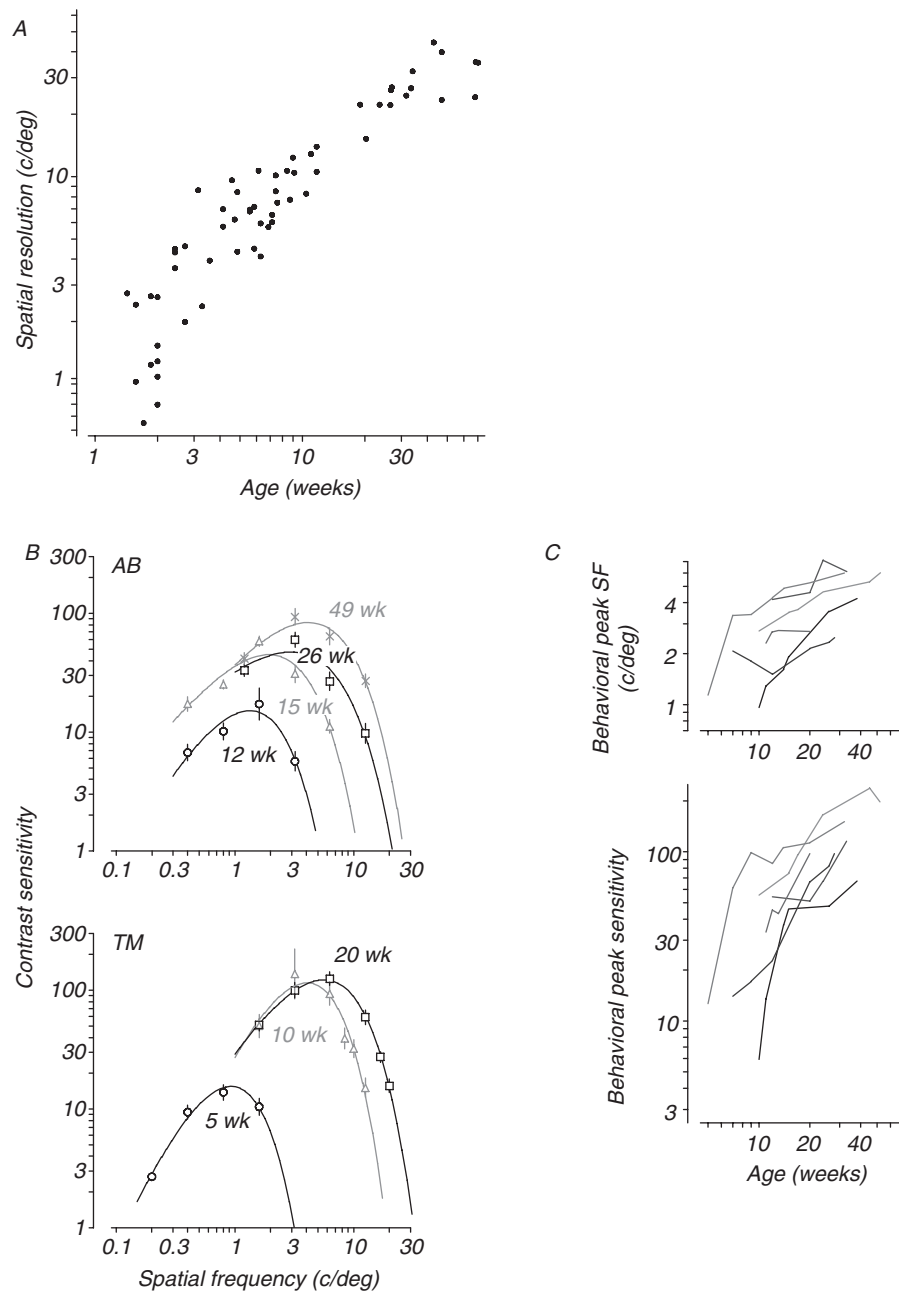 A
Spatial resolution (c/deg)
30
10
3
1
1 3 10 30
Age (weeks)
B
AB
Contrast sensitivity
300
100
30
10
3
1
49 wk
26 wk
15 wk
12 wk
0.1 0.3 1 3 10 30
TM
300
100
30
10
3
1
20 wk
10 wk
5 wk
0.1 0.3 1 3 10 30
Spatial frequency (c/deg)
C
Behavioral peak SF
(c/deg)
4
2
1
10 20 40
Behavioral peak sensitivity
100
30
10
3
10 20 40
Age (weeks)